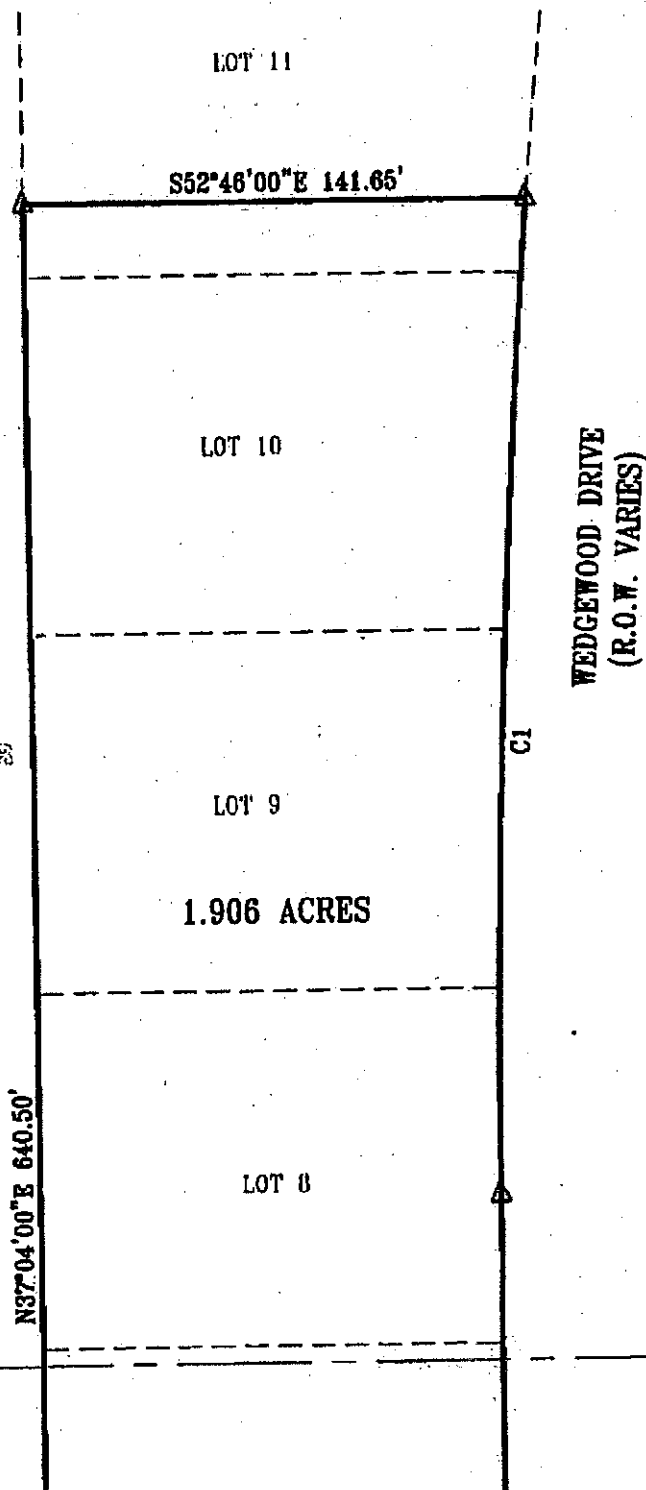 LOT 11
S52°46'00"E 141.65'
LOT 10
WEDGEWOOD DRIVE
(R.O.W. VARIES)
C1
LOT 9
1.906 ACRES
N37°04'00"E 640.50'
LOT 8